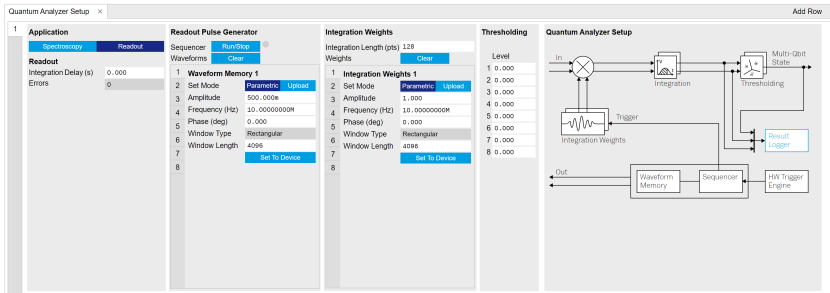 Quantum Analyzer Setup ×
Add Row
1
Application
Spectroscopy Readout
Readout
Integration Delay (s) 0.000
Errors 0
Readout Pulse Generator
Sequencer Run/Stop
Waveforms Clear
1 2 3 4 5 6 7 8
Waveform Memory 1
Set Mode Parametric Upload
Amplitude 500.000m
Frequency (Hz) 10.00000000M
Phase (deg) 0.000
Window Type Rectangular
Window Length 4096
Set To Device
Integration Weights
Integration Length (pts) 128
Weights Clear
1 2 3 4 5 6 7 8
Integration Weights 1
Set Mode Parametric Upload
Amplitude 1.000
Frequency (Hz) 10.00000000M
Phase (deg) 0.000
Window Type Rectangular
Window Length 4096
Set To Device
Thresholding
Level
1 0.000
2 0.000
3 0.000
4 0.000
5 0.000
6 0.000
7 0.000
8 0.000
Quantum Analyzer Setup
In
Multi-Qbit
State
Integration
Thresholding
Trigger
Integration Weights
Result
Logger
Out
Waveform
Memory
Sequencer
HW Trigger
Engine